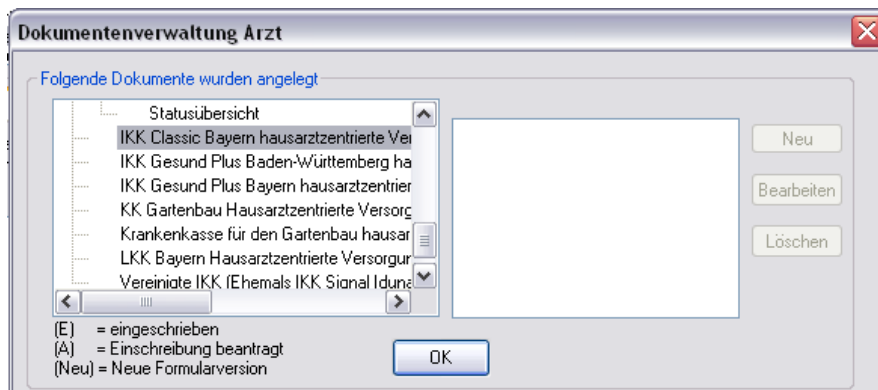 Dokumentenverwaltung Arzt
Folgende Dokumente wurden angelegt
Statusübersicht
IKK Classic Bayern hausarztzentrierte Ver
IKK Gesund Plus Baden-Württemberg ha
IKK Gesund Plus Bayern hausarztzentrier
KK Gartenbau Hausarztzentrierte Versorg
Krankenkasse für den Gartenbau hausar
LKK Bayern Hausarztzentrierte Versorgur
Vereinigte IKK (Ehemals IKK Signal Iduna
Neu
Bearbeiten
Löschen
(E) = eingeschrieben
(A) = Einschreibung beantragt
(Neu) = Neue Formularversion
OK